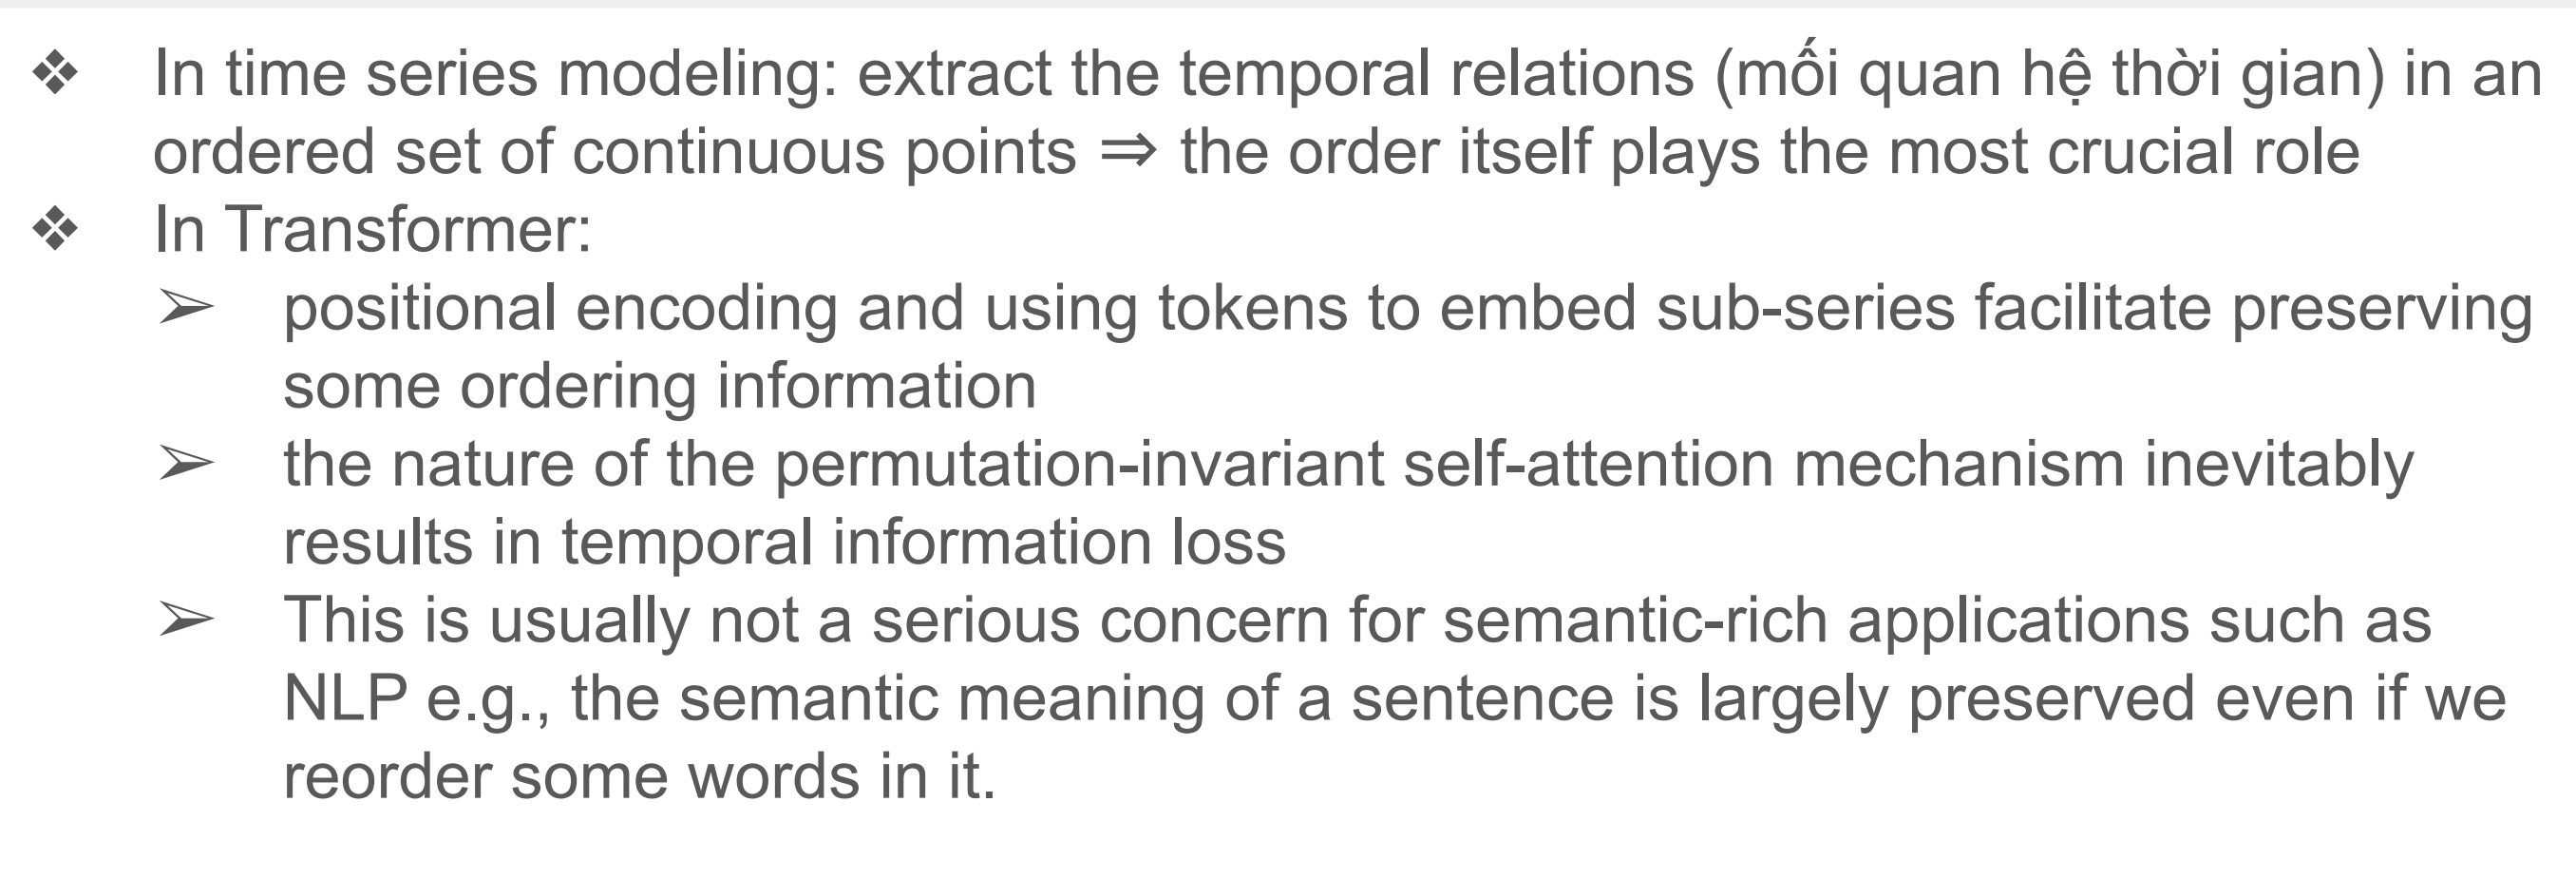 ❖ In time series modeling: extract the temporal relations (mối quan hệ thời gian) in an
ordered set of continuous points ⇒ the order itself plays the most crucial role
❖ In Transformer:
➢ positional encoding and using tokens to embed sub-series facilitate preserving
some ordering information
➢ the nature of the permutation-invariant self-attention mechanism inevitably
results in temporal information loss
➢ This is usually not a serious concern for semantic-rich applications such as
NLP e.g., the semantic meaning of a sentence is largely preserved even if we
reorder some words in it.